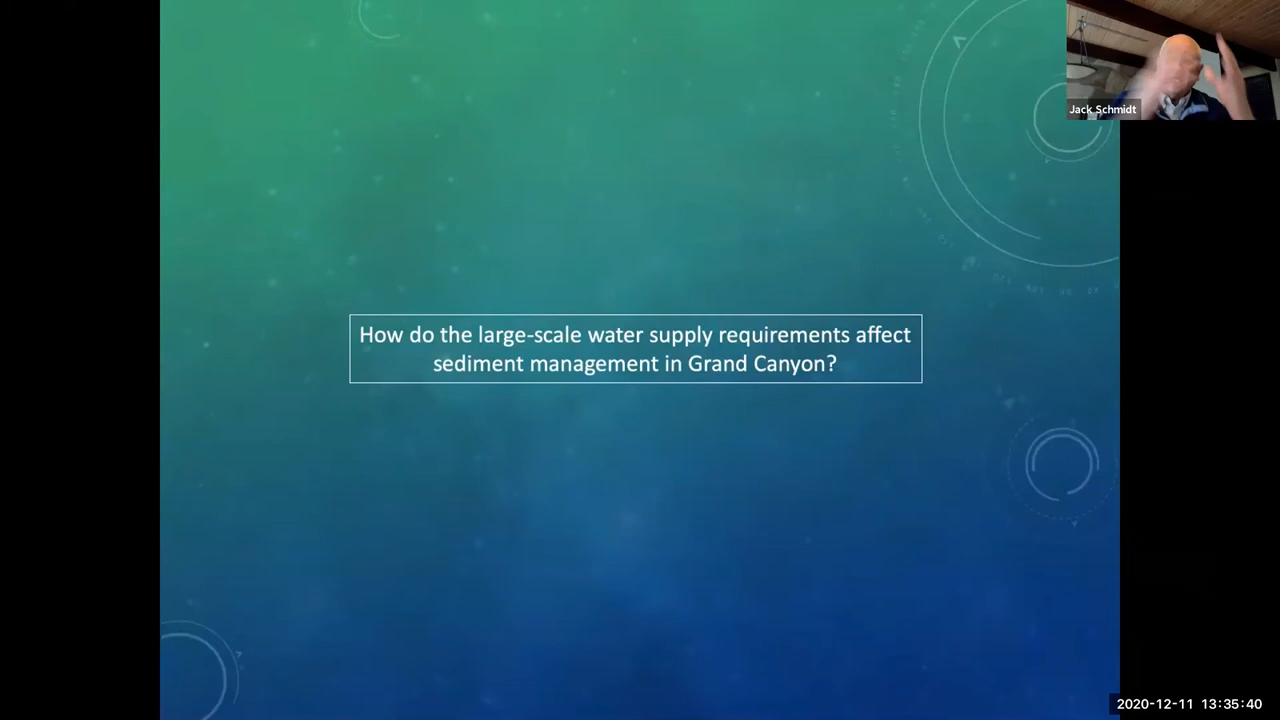 Jack Schmidt
How do the large-scale water supply requirements affect
sediment management in Grand Canyon?
2020-12-11 13:35:40